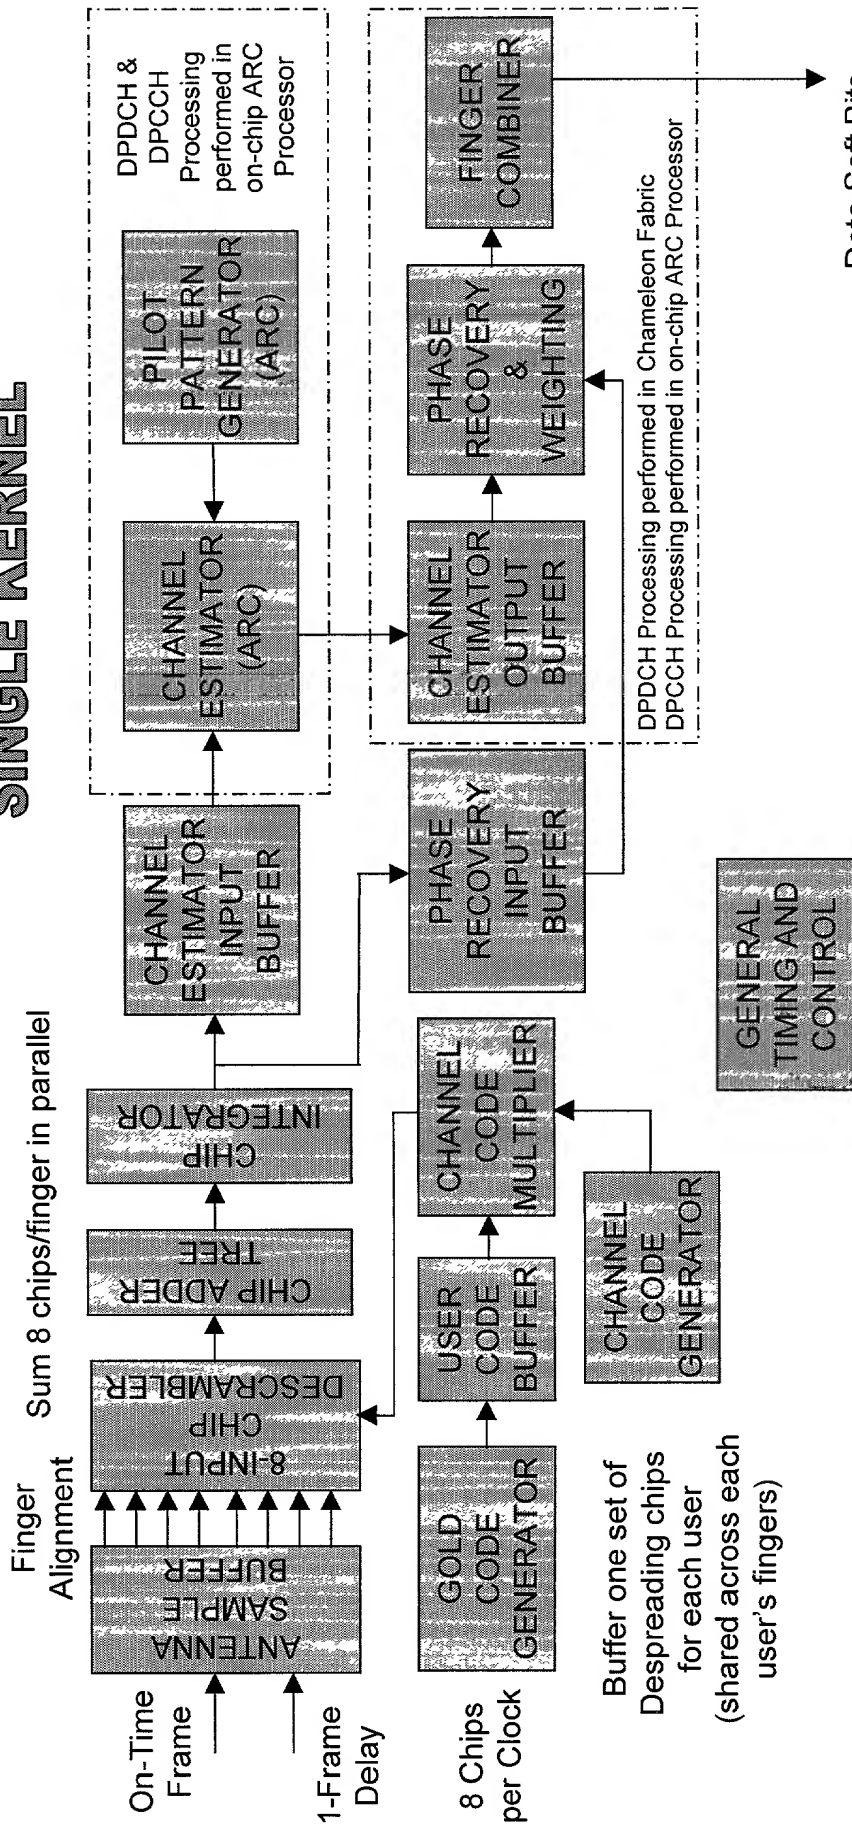 SINGLE KERNEL
Finger
Alignment
Sum 8 chips/finger in parallel
On-Time
Frame
1-Frame
Delay
ANTENNA
SAMPLE
BUFFER
8-INPUT
CHIP
DESCRAMBLER
CHIP ADDER
TREE
CHIP
INTEGRATOR
CHANNEL
ESTIMATOR
INPUT
BUFFER
CHANNEL
ESTIMATOR
(ARC)
PILOT
PATTERN
GENERATOR
(ARC)
DPDCH &
DPCCH
Processing
performed in
on-chip ARC
Processor
8 Chips
per Clock
GOLD
CODE
GENERATOR
USER
CODE
BUFFER
CHANNEL
CODE
MULTIPLIER
PHASE
RECOVERY
INPUT
BUFFER
CHANNEL
ESTIMATOR
OUTPUT
BUFFER
PHASE
RECOVERY
&
WEIGHTING
FINGER
COMBINER
DPDCH Processing performed in Chameleon Fabric
DPCCH Processing performed in on-chip ARC Processor
Buffer one set of
Despreading chips
for each user
(shared across each
user's fingers)
CHANNEL
CODE
GENERATOR
GENERAL
TIMING AND
CONTROL
Data Soft Bits